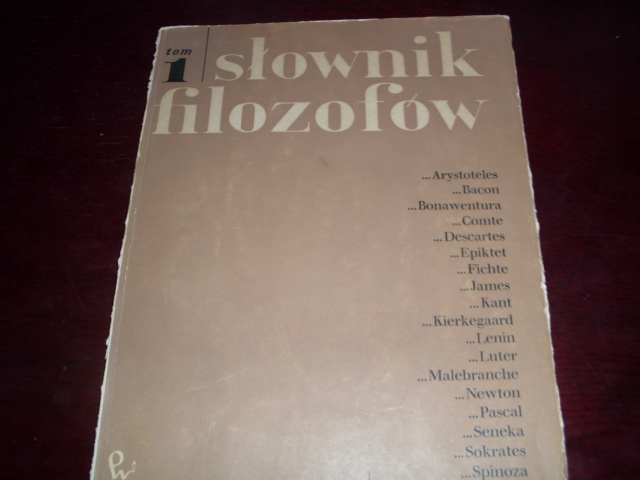 tom
1
słownik
filozofów
...Arystoteles
...Bacon
...Bonawentura
...Comte
...Descartes
...Epiktet
...Fichte
...James
...Kant
...Kierkegaard
...Lenin
...Luter
...Malebranche
...Newton
...Pascal
...Seneka
...Sokrates
...Spinoza